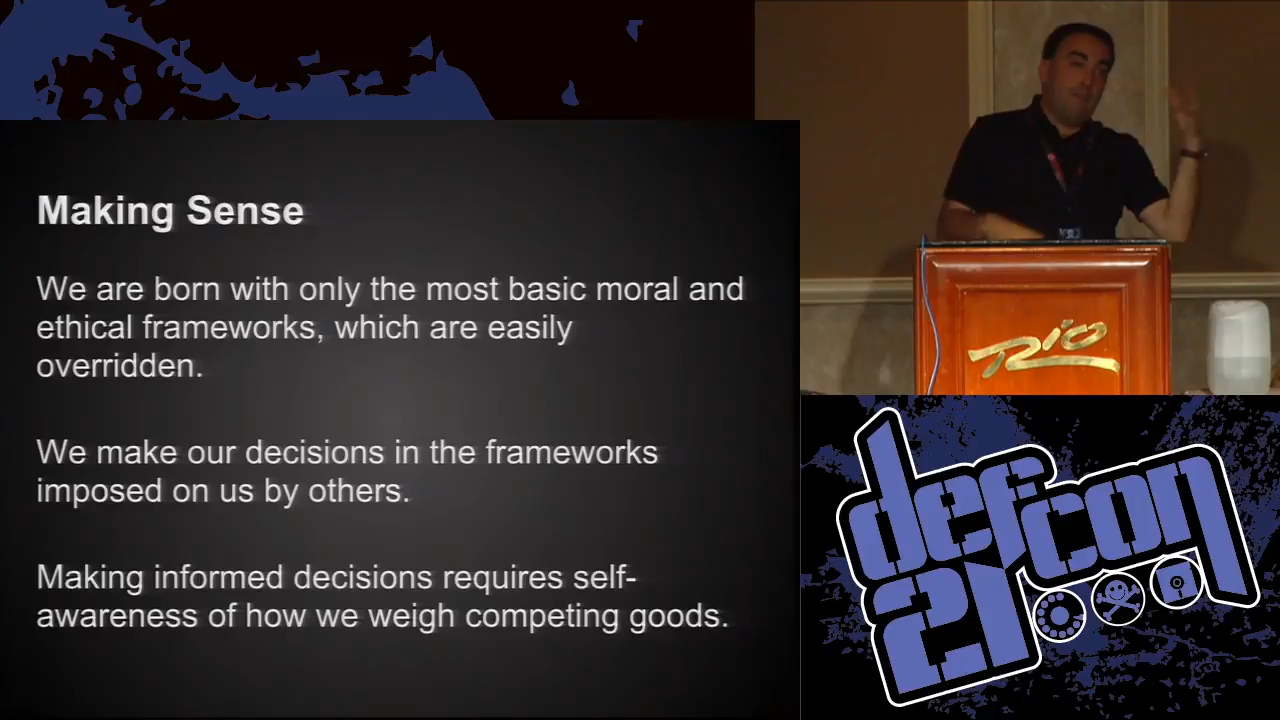 Making Sense
We are born with only the most basic moral and
ethical frameworks, which are easily
overridden.
We make our decisions in the frameworks
imposed on us by others.
Making informed decisions requires self-
awareness of how we weigh competing goods.
Rio
defcon
21